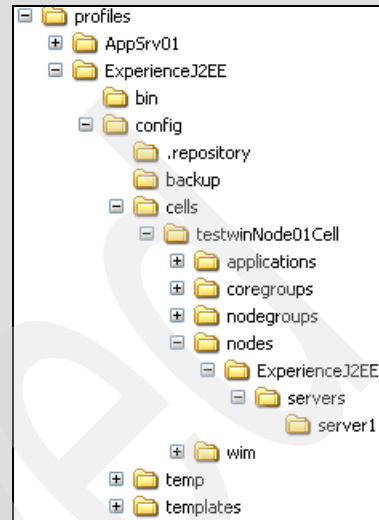 profiles
AppSrv01
ExperienceJ2EE
bin
config
.repository
backup
cells
testwinNode01Cell
applications
coregroups
nodegroups
nodes
ExperienceJ2EE
servers
server1
wim
temp
templates